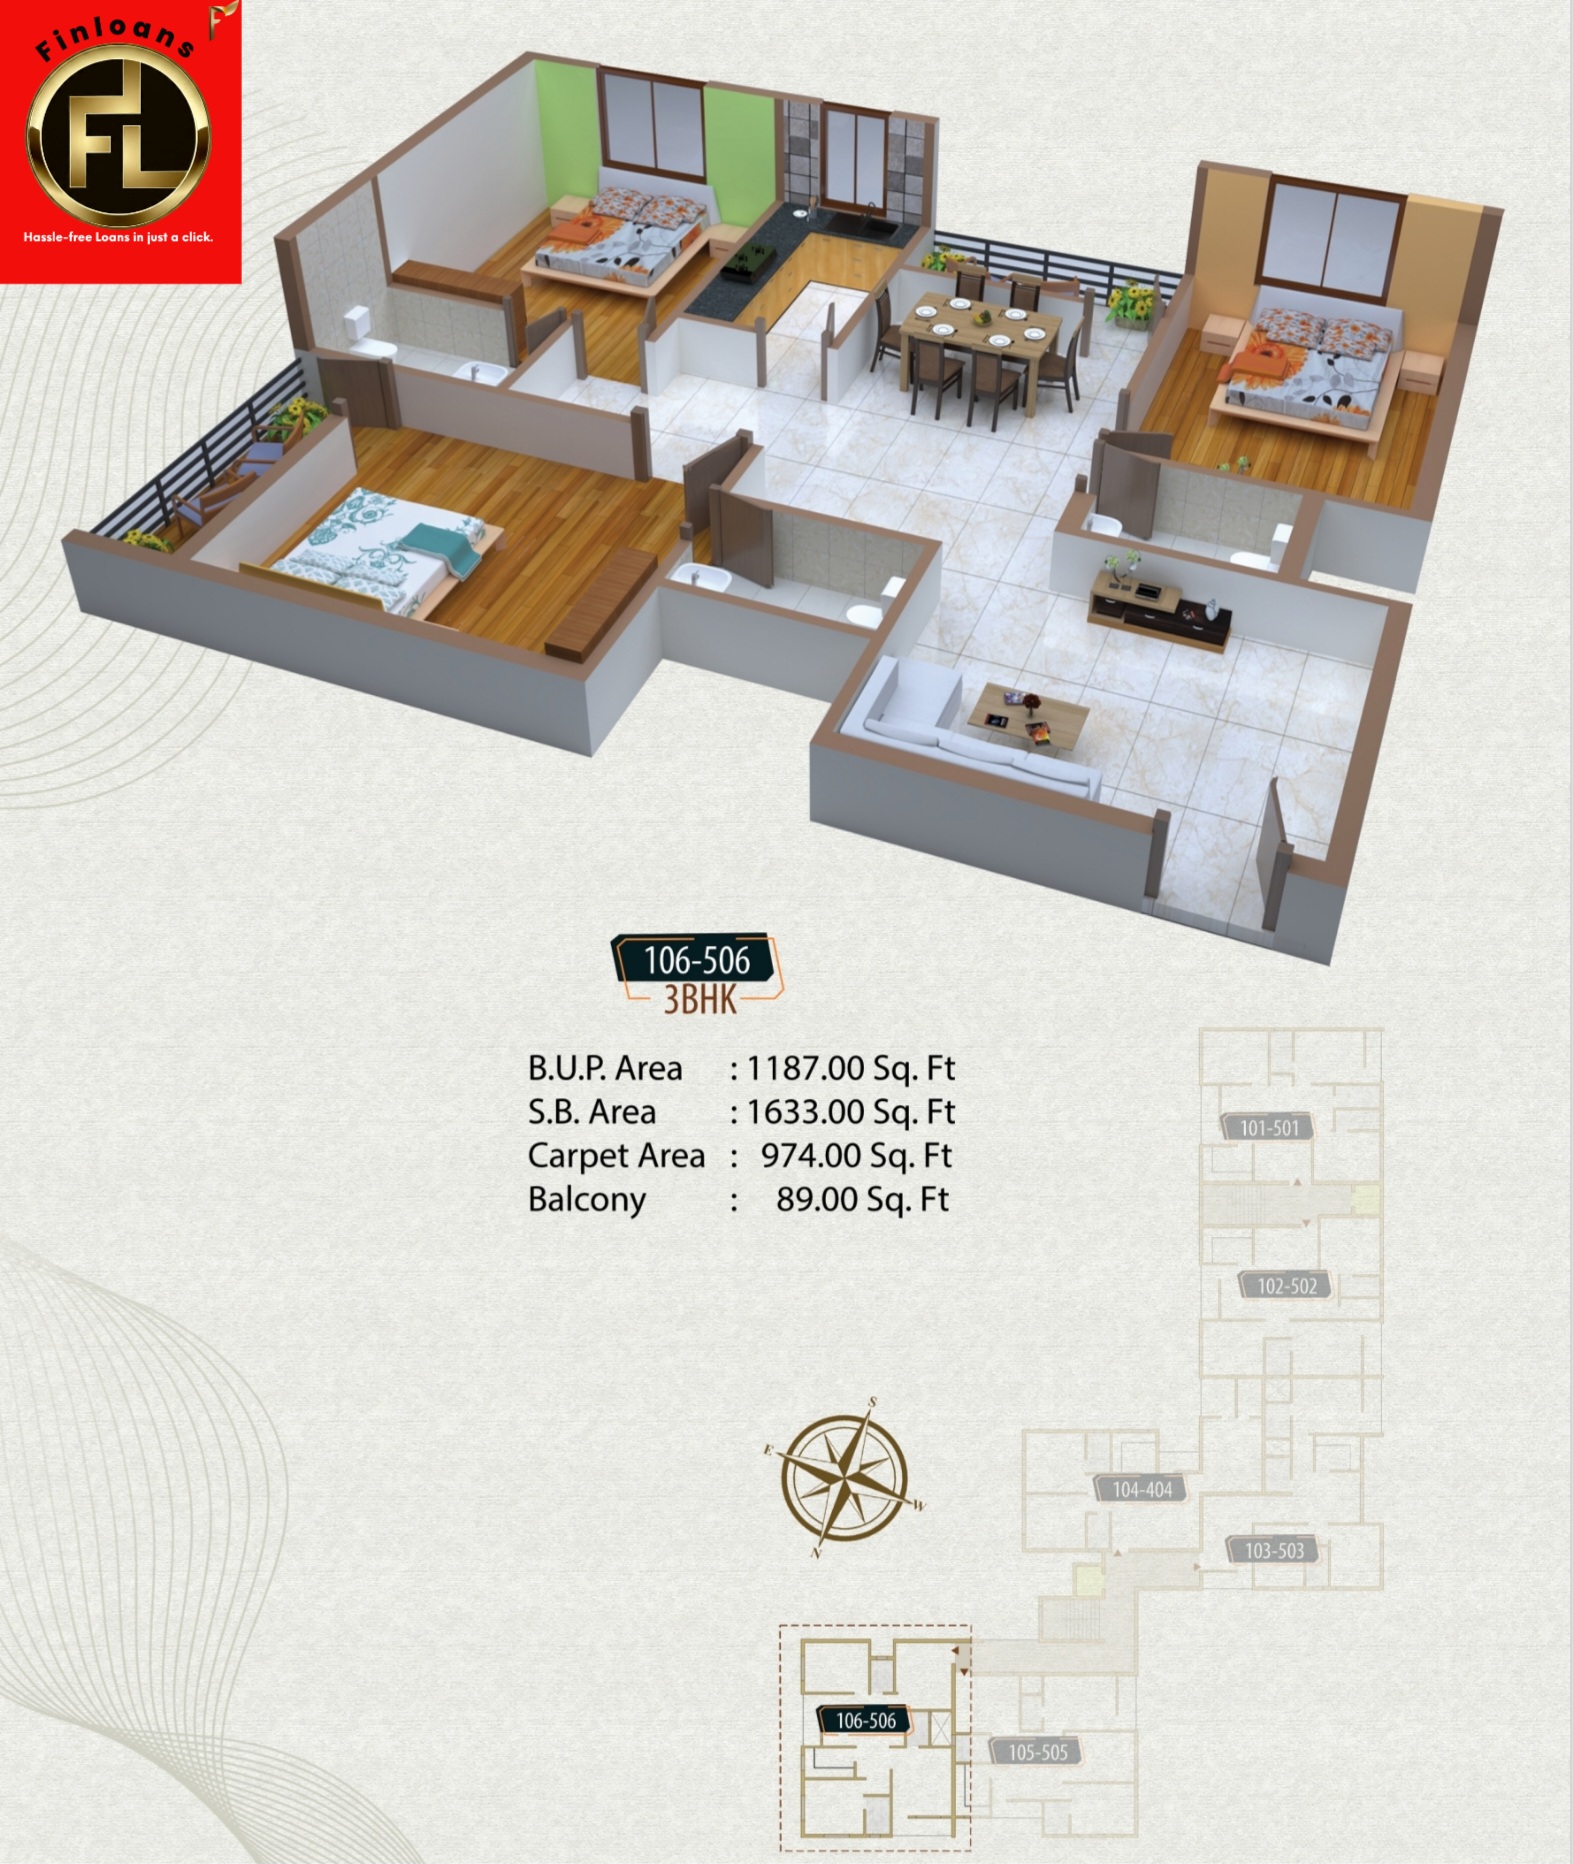 Finloans
FL
Hassle-free Loans in just a click.
106-506
3BHK
B.U.P. Area : 1187.00 Sq. Ft
S.B. Area : 1633.00 Sq. Ft
Carpet Area : 974.00 Sq. Ft
Balcony : 89.00 Sq. Ft
101-501
102-502
S
E
W
N
104-404
103-503
106-506
105-505